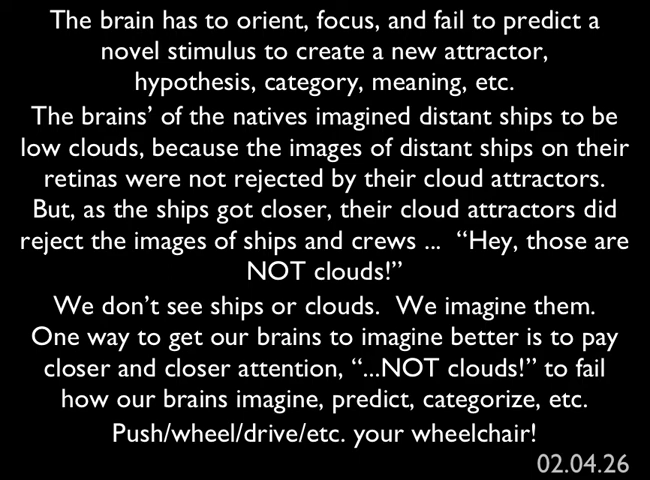 The brain has to orient, focus, and fail to predict a
novel stimulus to create a new attractor,
hypothesis, category, meaning, etc.
The brains’ of the natives imagined distant ships to be
low clouds, because the images of distant ships on their
retinas were not rejected by their cloud attractors.
But, as the ships got closer, their cloud attractors did
reject the images of ships and crews ...  “Hey, those are
NOT clouds!”
We don’t see ships or clouds.  We imagine them.
One way to get our brains to imagine better is to pay
closer and closer attention, “...NOT clouds!” to fail
how our brains imagine, predict, categorize, etc.
Push/wheel/drive/etc. your wheelchair!
02.04.26